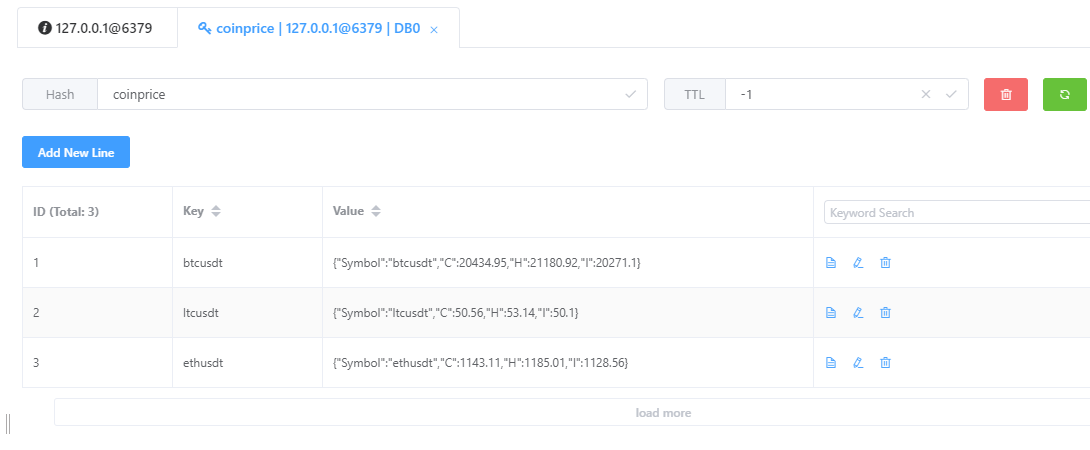 127.0.0.1@6379
coinprice | 127.0.0.1@6379 | DB0 ×
Hash coinprice TTL -1
Add New Line
ID (Total: 3) Key Value Keyword Search
1 btcusdt {"Symbol":"btcusdt","C":20434.95,"H":21180.92,"I":20271.1}
2 ltcusdt {"Symbol":"ltcusdt","C":50.56,"H":53.14,"I":50.1}
3 ethusdt {"Symbol":"ethusdt","C":1143.11,"H":1185.01,"I":1128.56}
load more